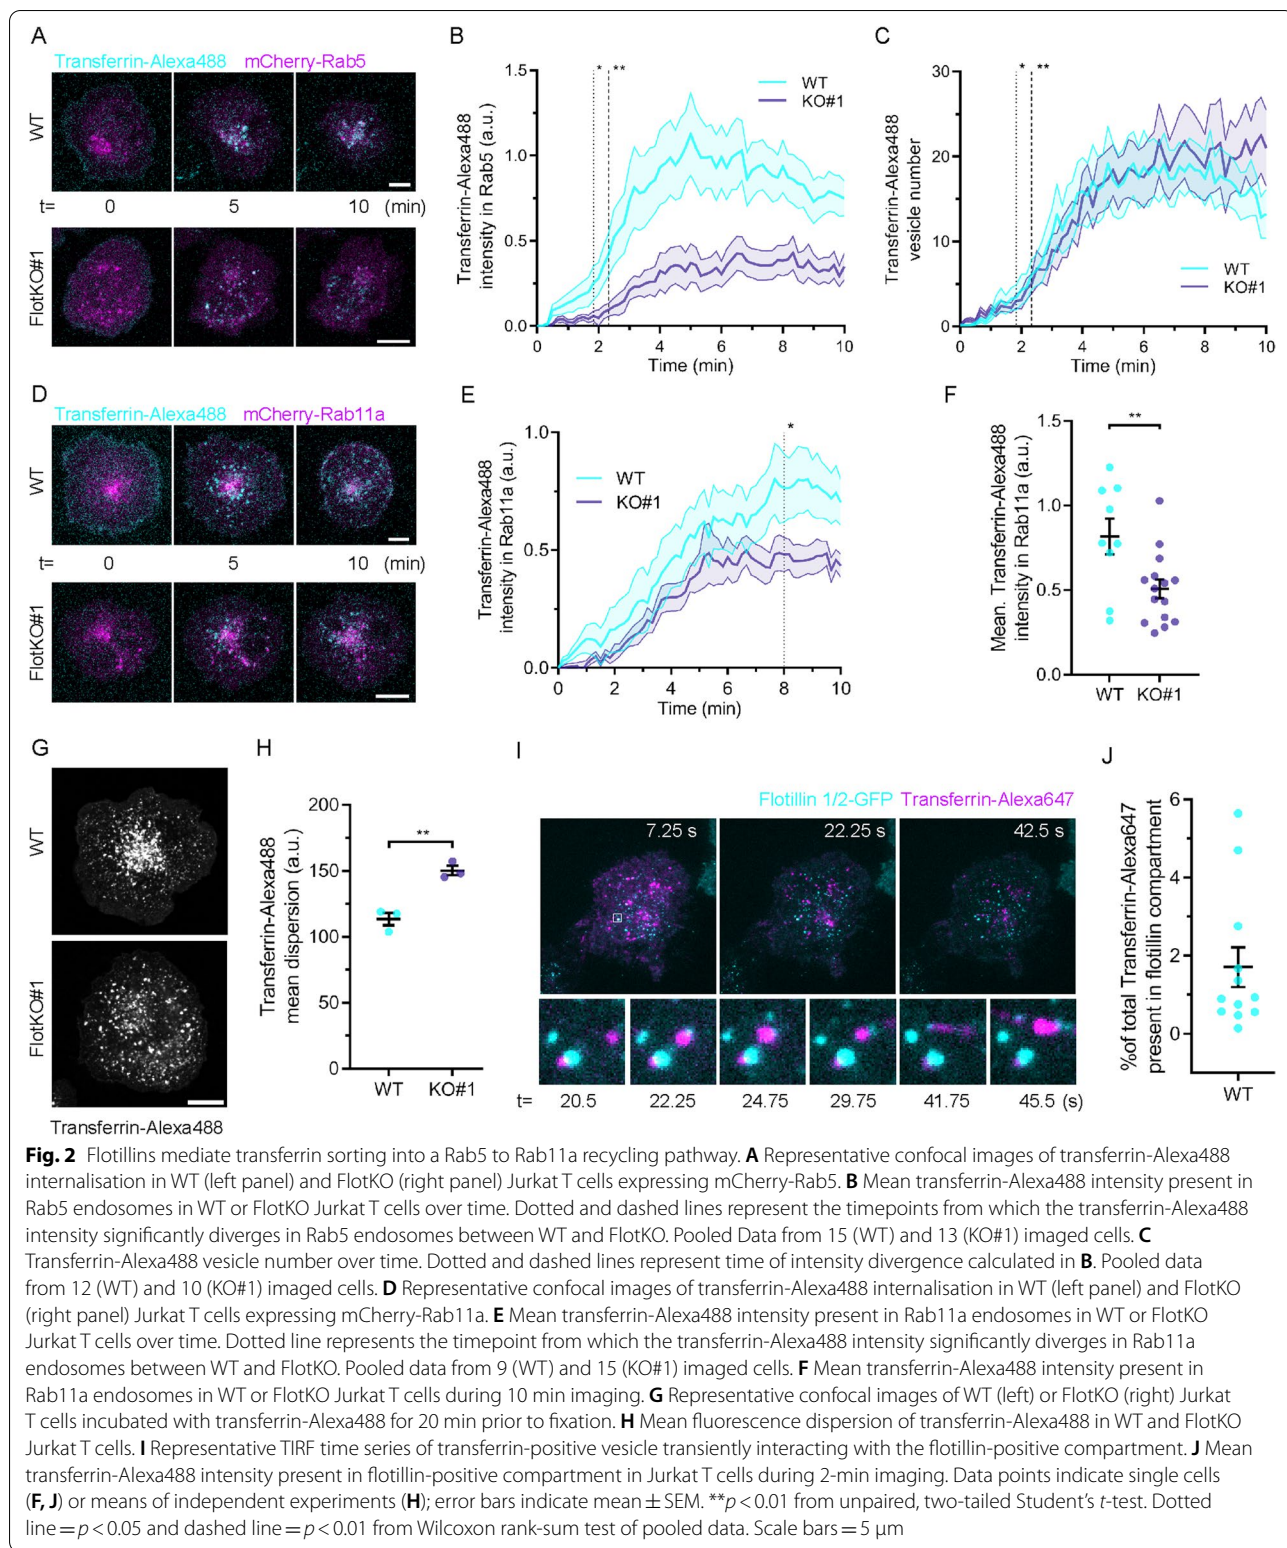 A
Transferrin-Alexa488 mCherry-Rab5
WT
t= 0 5 10 (min)
FlotKO#1
B
Transferrin-Alexa488
intensity in Rab5 (a.u.)
1.5
1.0
0.5
0.0
* **
WT
KO#1
0 2 4 6 8 10
Time (min)
C
Transferrin-Alexa488
vesicle number
30
20
10
0
* **
WT
KO#1
0 2 4 6 8 10
Time (min)
D
Transferrin-Alexa488 mCherry-Rab11a
WT
t= 0 5 10 (min)
FlotKO#1
E
Transferrin-Alexa488
intensity in Rab11a (a.u.)
1.0
0.5
0.0
*
WT
KO#1
0 2 4 6 8 10
Time (min)
F
Mean. Transferrin-Alexa488
intensity in Rab11a (a.u.)
1.5
1.0
0.5
0.0
**
WT KO#1
G
WT
FlotKO#1
Transferrin-Alexa488
H
Transferrin-Alexa488
mean dispersion (a.u.)
200
150
100
50
0
**
WT KO#1
I
Flotillin 1/2-GFP Transferrin-Alexa647
7.25 s 22.25 s 42.5 s
t= 20.5 22.25 24.75 29.75 41.75 45.5 (s)
J
%of total Transferrin-Alexa647
present in flotillin compartment
6
4
2
0
WT
Fig. 2 Flotillins mediate transferrin sorting into a Rab5 to Rab11a recycling pathway. A Representative confocal images of transferrin-Alexa488
internalisation in WT (left panel) and FlotKO (right panel) Jurkat T cells expressing mCherry-Rab5. B Mean transferrin-Alexa488 intensity present in
Rab5 endosomes in WT or FlotKO Jurkat T cells over time. Dotted and dashed lines represent the timepoints from which the transferrin-Alexa488
intensity significantly diverges in Rab5 endosomes between WT and FlotKO. Pooled Data from 15 (WT) and 13 (KO#1) imaged cells. C
Transferrin-Alexa488 vesicle number over time. Dotted and dashed lines represent time of intensity divergence calculated in B. Pooled data
from 12 (WT) and 10 (KO#1) imaged cells. D Representative confocal images of transferrin-Alexa488 internalisation in WT (left panel) and FlotKO
(right panel) Jurkat T cells expressing mCherry-Rab11a. E Mean transferrin-Alexa488 intensity present in Rab11a endosomes in WT or FlotKO
Jurkat T cells over time. Dotted line represents the timepoint from which the transferrin-Alexa488 intensity significantly diverges in Rab11a
endosomes between WT and FlotKO. Pooled data from 9 (WT) and 15 (KO#1) imaged cells. F Mean transferrin-Alexa488 intensity present in
Rab11a endosomes in WT or FlotKO Jurkat T cells during 10 min imaging. G Representative confocal images of WT (left) or FlotKO (right) Jurkat
T cells incubated with transferrin-Alexa488 for 20 min prior to fixation. H Mean fluorescence dispersion of transferrin-Alexa488 in WT and FlotKO
Jurkat T cells. I Representative TIRF time series of transferrin-positive vesicle transiently interacting with the flotillin-positive compartment. J Mean
transferrin-Alexa488 intensity present in flotillin-positive compartment in Jurkat T cells during 2-min imaging. Data points indicate single cells
(F, J) or means of independent experiments (H); error bars indicate mean ± SEM. **p < 0.01 from unpaired, two-tailed Student’s t-test. Dotted
line = p < 0.05 and dashed line = p < 0.01 from Wilcoxon rank-sum test of pooled data. Scale bars = 5 μm